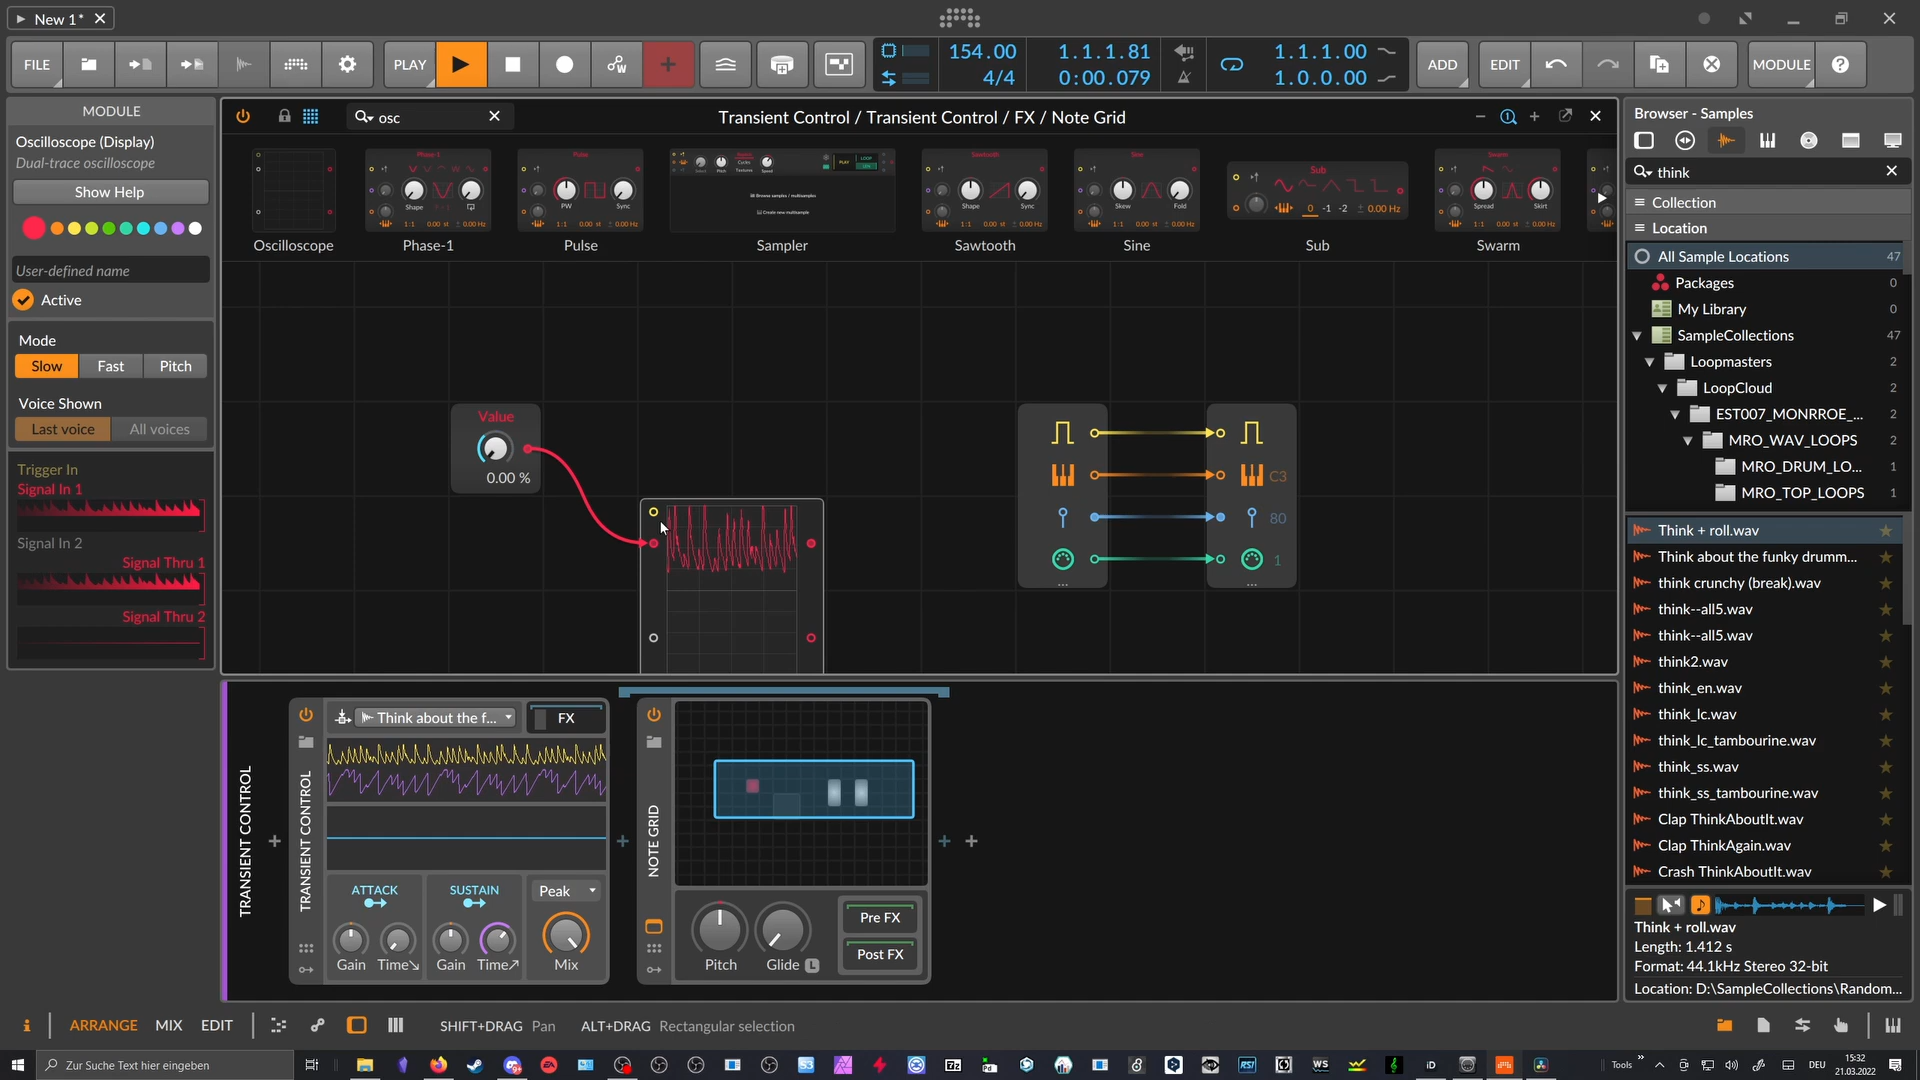 New 1*
FILE
PLAY
154.00
4/4
1.1.1.81
0:00.079
1.1.1.00
1.0.0.00
ADD
EDIT
MODULE
MODULE
Oscilloscope (Display)
Dual-trace oscilloscope
Show Help
User-defined name
Active
Mode
Slow
Fast
Pitch
Voice Shown
Last voice
All voices
Trigger In
Signal In 1
Signal In 2
Signal Thru 1
Signal Thru 2
osc
Transient Control / Transient Control / FX / Note Grid
Oscilloscope
Phase-1
Pulse
Sampler
Sawtooth
Sine
Sub
Swarm
Value
0.00 %
C3
80
1
TRANSIENT CONTROL
TRANSIENT CONTROL
Think about the f...
FX
ATTACK
SUSTAIN
Peak
Gain
Time
Gain
Time
Mix
NOTE GRID
Pitch
Glide
L
Pre FX
Post FX
Browser - Samples
think
Collection
Location
All Sample Locations 47
Packages 0
My Library 0
SampleCollections 47
Loopmasters 2
LoopCloud 2
EST007_MONRROE_... 2
MRO_WAV_LOOPS 2
MRO_DRUM_LO... 1
MRO_TOP_LOOPS 1
Think + roll.wav
Think about the funky drumm...
think crunchy (break).wav
think--all5.wav
think--all5.wav
think2.wav
think_en.wav
think_lc.wav
think_lc_tambourine.wav
think_ss.wav
think_ss_tambourine.wav
Clap ThinkAboutIt.wav
Clap ThinkAgain.wav
Crash ThinkAboutIt.wav
Think + roll.wav
Length: 1.412 s
Format: 44.1kHz Stereo 32-bit
Location: D:\SampleCollections\Random...
ARRANGE
MIX
EDIT
SHIFT+DRAG Pan
ALT+DRAG Rectangular selection
Zur Suche Text hier eingeben
Tools
DEU
15:32
21.03.2022